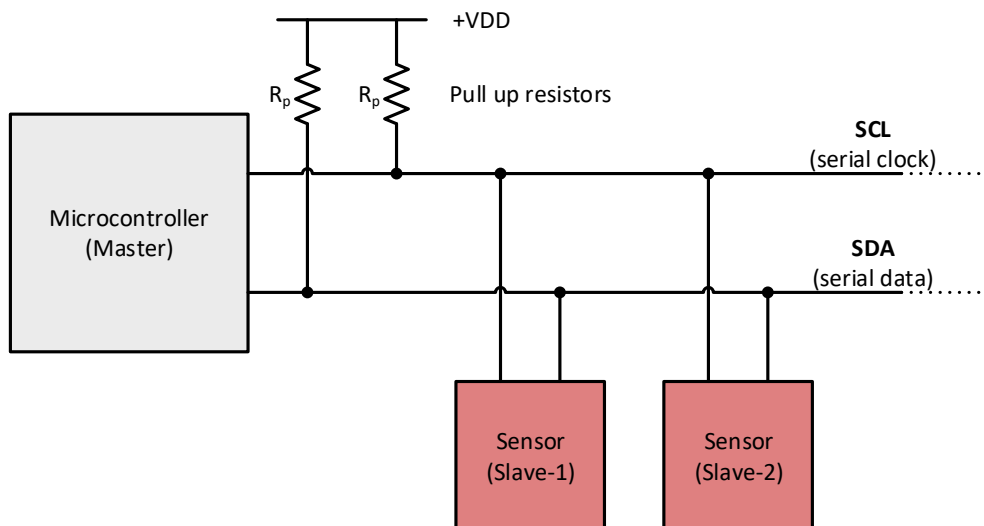 +VDD
Rp
Rp
Pull up resistors
SCL
(serial clock)
Microcontroller
(Master)
SDA
(serial data)
Sensor
(Slave-1)
Sensor
(Slave-2)